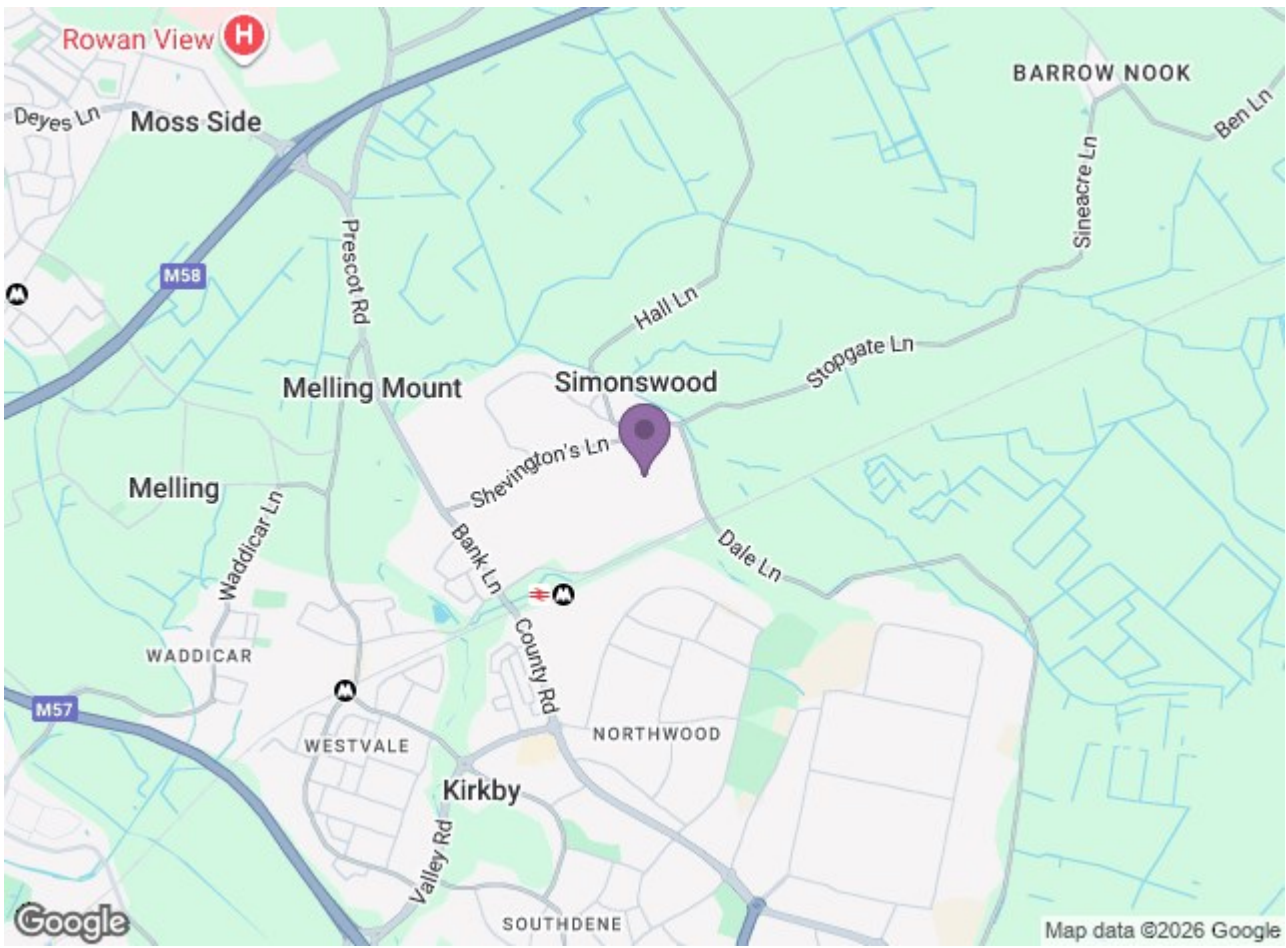 Rowan View
H
BARROW NOOK
Deyes Ln
Moss Side
Ben Ln
Sineacre Ln
Prescot Rd
M58
Hall Ln
Stopgate Ln
Simonswood
Melling Mount
Shevington's Ln
Melling
Waddicar Ln
Bank Ln
Dale Ln
County Rd
WADDICAR
M57
WESTVALE
NORTHWOOD
Kirkby
Valley Rd
SOUTHDENE
Google
Map data ©2026 Google